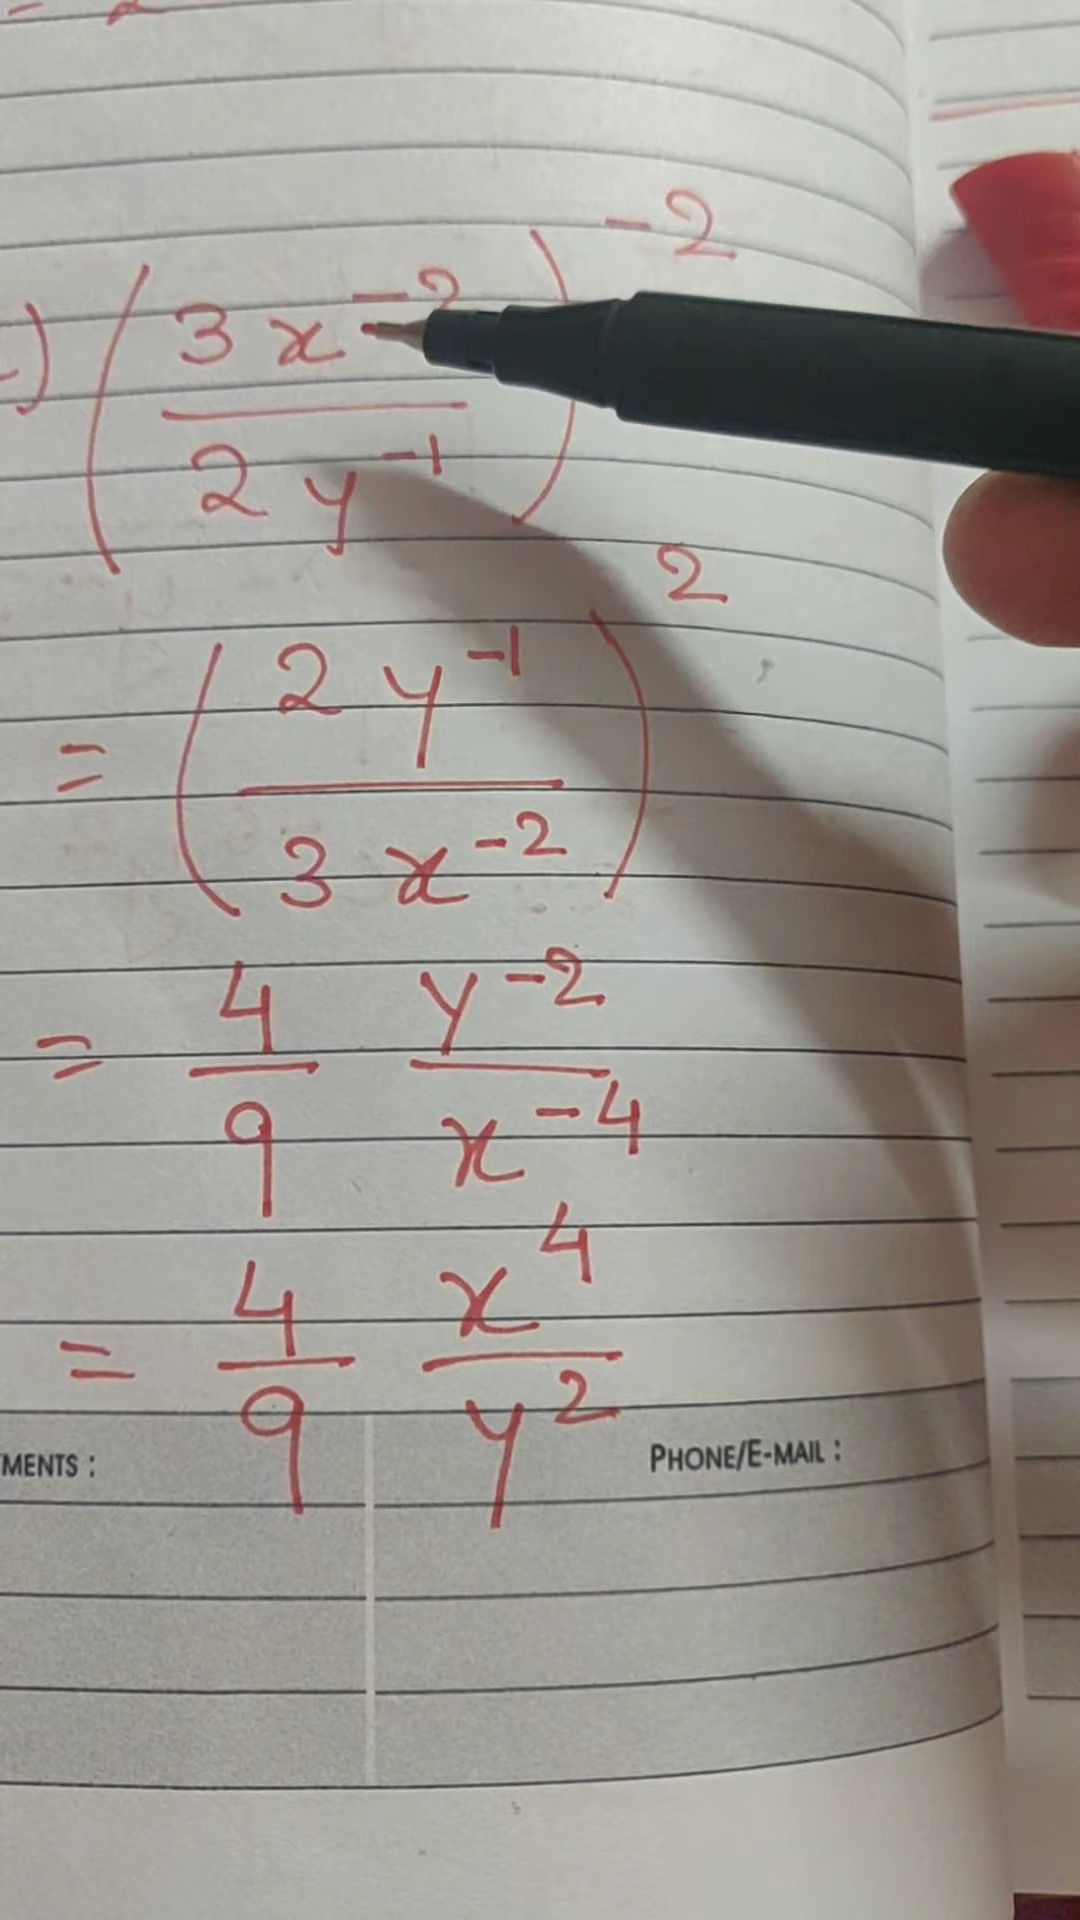 ) (3x⁻² / 2y⁻¹)⁻²
= (2y⁻¹ / 3x⁻²)²
= 4/9 y⁻²/x⁻⁴
= 4/9 x⁴/y²
MENTS :
PHONE/E-MAIL :